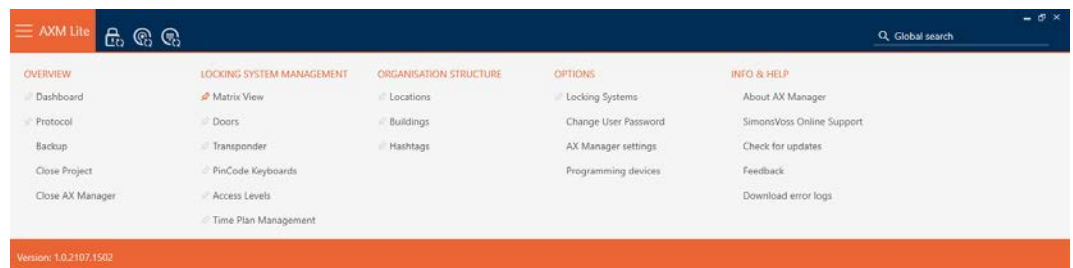 AXM Lite
Global search
OVERVIEW
Dashboard
Protocol
Backup
Close Project
Close AX Manager
LOCKING SYSTEM MANAGEMENT
Matrix View
Doors
Transponder
PinCode Keyboards
Access Levels
Time Plan Management
ORGANISATION STRUCTURE
Locations
Buildings
Hashtags
OPTIONS
Locking Systems
Change User Password
AX Manager settings
Programming devices
INFO & HELP
About AX Manager
SimonsVoss Online Support
Check for updates
Feedback
Download error logs
Version: 1.0.2107.1502